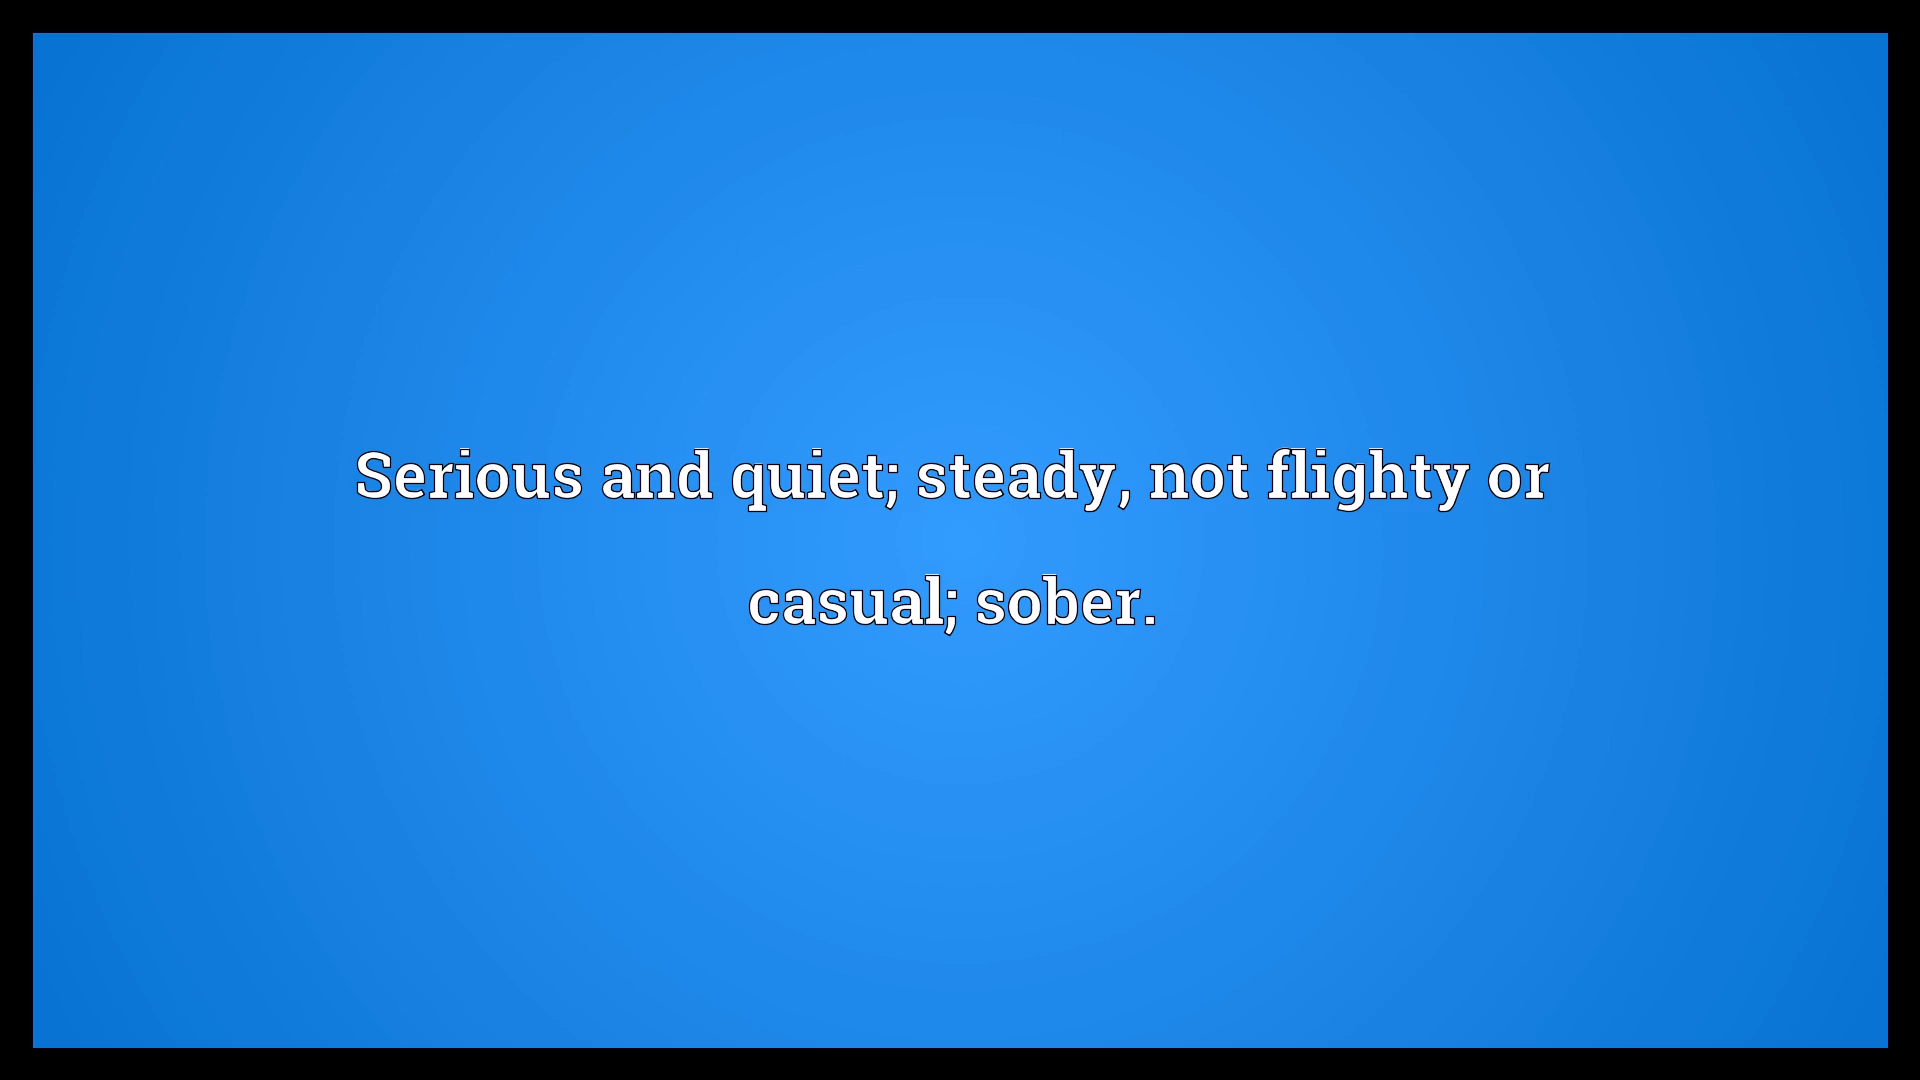 Serious and quiet; steady, not flighty or
casual; sober.